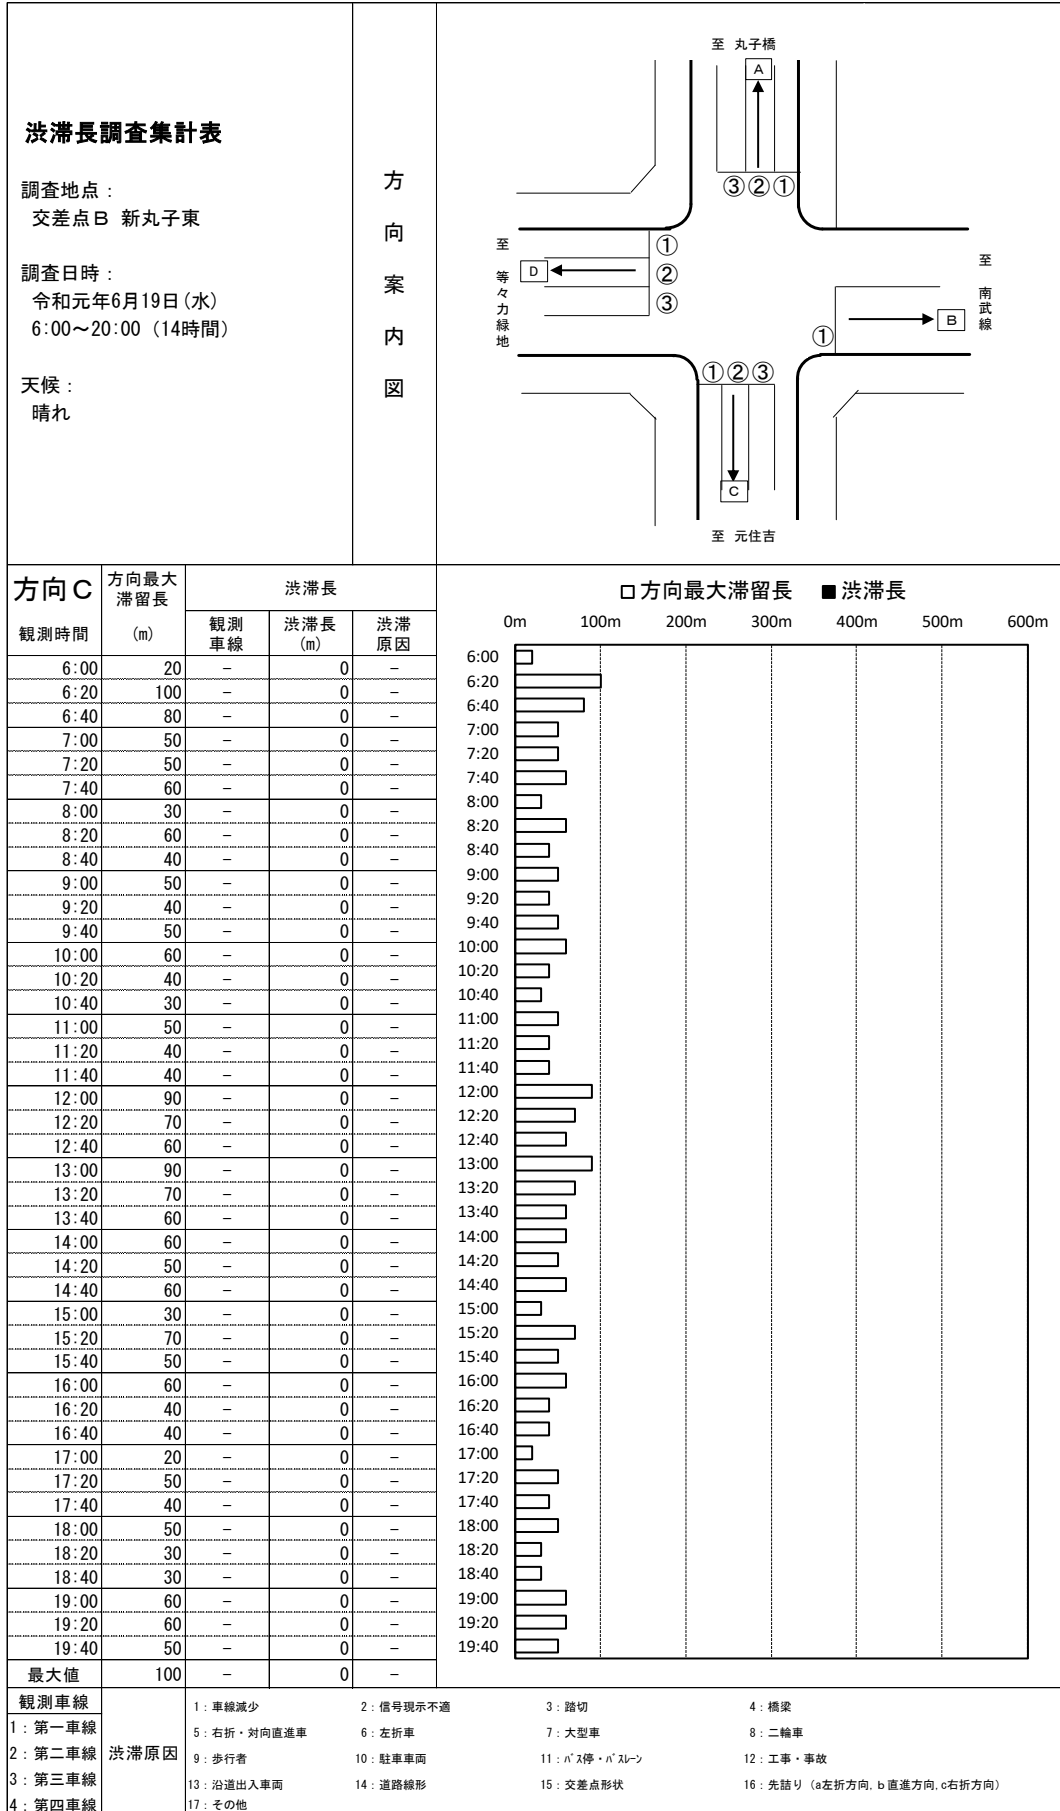 渋滞長調査集計表
調査地点：
交差点Ｂ 新丸子東
調査日時：
令和元年6月19日(水)
6:00～20:00（14時間）
天候：
晴れ
方向案内図
至 丸子橋
A
③②①
至 等々力緑地
D
①
②
③
至 南武線
B
①
①②③
C
至 元住吉
方向Ｃ 方向最大滞留長 渋滞長
観測時間 (m) 観測車線 渋滞長(m) 渋滞原因
6:00 20 － 0 －
6:20 100 － 0 －
6:40 80 － 0 －
7:00 50 － 0 －
7:20 50 － 0 －
7:40 60 － 0 －
8:00 30 － 0 －
8:20 60 － 0 －
8:40 40 － 0 －
9:00 50 － 0 －
9:20 40 － 0 －
9:40 50 － 0 －
10:00 60 － 0 －
10:20 40 － 0 －
10:40 30 － 0 －
11:00 50 － 0 －
11:20 40 － 0 －
11:40 40 － 0 －
12:00 90 － 0 －
12:20 70 － 0 －
12:40 60 － 0 －
13:00 90 － 0 －
13:20 70 － 0 －
13:40 60 － 0 －
14:00 60 － 0 －
14:20 50 － 0 －
14:40 60 － 0 －
15:00 30 － 0 －
15:20 70 － 0 －
15:40 50 － 0 －
16:00 60 － 0 －
16:20 40 － 0 －
16:40 40 － 0 －
17:00 20 － 0 －
17:20 50 － 0 －
17:40 40 － 0 －
18:00 50 － 0 －
18:20 30 － 0 －
18:40 30 － 0 －
19:00 60 － 0 －
19:20 60 － 0 －
19:40 50 － 0 －
最大値 100 － 0 －
□方向最大滞留長 ■渋滞長
0m 100m 200m 300m 400m 500m 600m
6:00
6:20
6:40
7:00
7:20
7:40
8:00
8:20
8:40
9:00
9:20
9:40
10:00
10:20
10:40
11:00
11:20
11:40
12:00
12:20
12:40
13:00
13:20
13:40
14:00
14:20
14:40
15:00
15:20
15:40
16:00
16:20
16:40
17:00
17:20
17:40
18:00
18:20
18:40
19:00
19:20
19:40
観測車線
1：第一車線
2：第二車線
3：第三車線
4：第四車線
渋滞原因
1：車線減少 2：信号現示不適 3：踏切 4：橋梁
5：右折・対向直進車 6：左折車 7：大型車 8：二輪車
9：歩行者 10：駐車車両 11：ﾊﾞｽ停・ﾊﾞｽﾚｰﾝ 12：工事・事故
13：沿道出入車両 14：道路線形 15：交差点形状 16：先詰り（a左折方向,ｂ直進方向,c右折方向）
17：その他